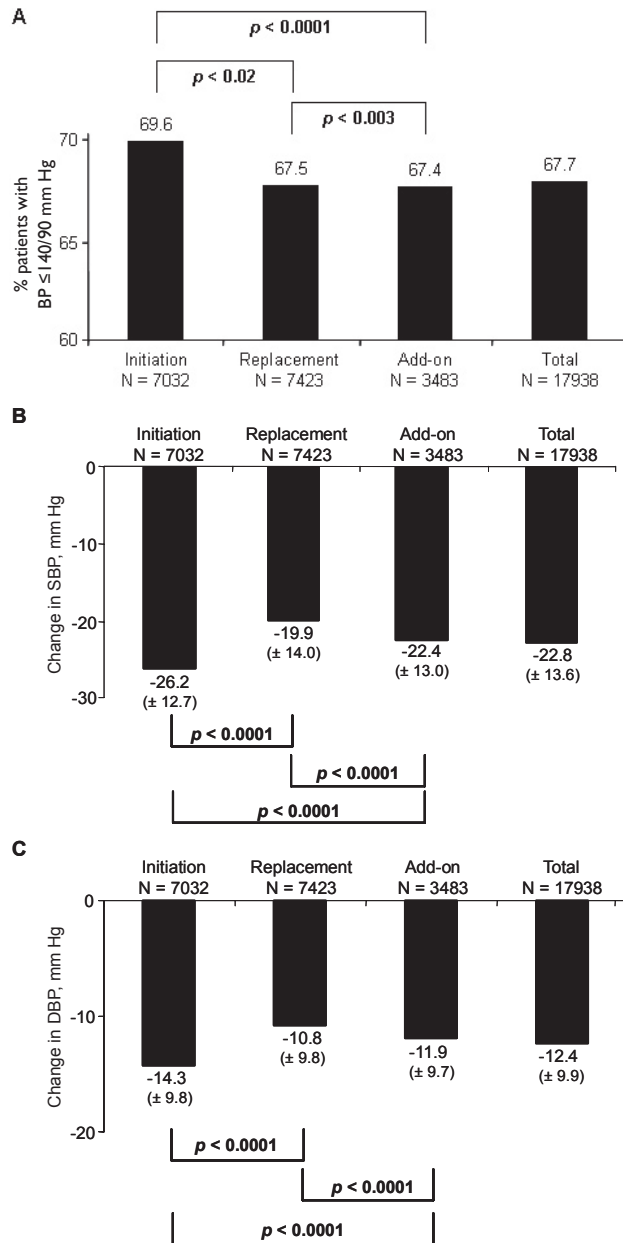 A
p < 0.0001
p < 0.02
p < 0.003
% patients with
BP ≤140/90 mm Hg
70
65
60
69.6
67.5
67.4
67.7
Initiation
N = 7032
Replacement
N = 7423
Add-on
N = 3483
Total
N = 17938
B
Initiation
N = 7032
Replacement
N = 7423
Add-on
N = 3483
Total
N = 17938
Change in SBP, mm Hg
0
-10
-20
-30
-26.2
(± 12.7)
-19.9
(± 14.0)
-22.4
(± 13.0)
-22.8
(± 13.6)
p < 0.0001
p < 0.0001
p < 0.0001
C
Initiation
N = 7032
Replacement
N = 7423
Add-on
N = 3483
Total
N = 17938
Change in DBP, mm Hg
0
-10
-20
-14.3
(± 9.8)
-10.8
(± 9.8)
-11.9
(± 9.7)
-12.4
(± 9.9)
p < 0.0001
p < 0.0001
p < 0.0001